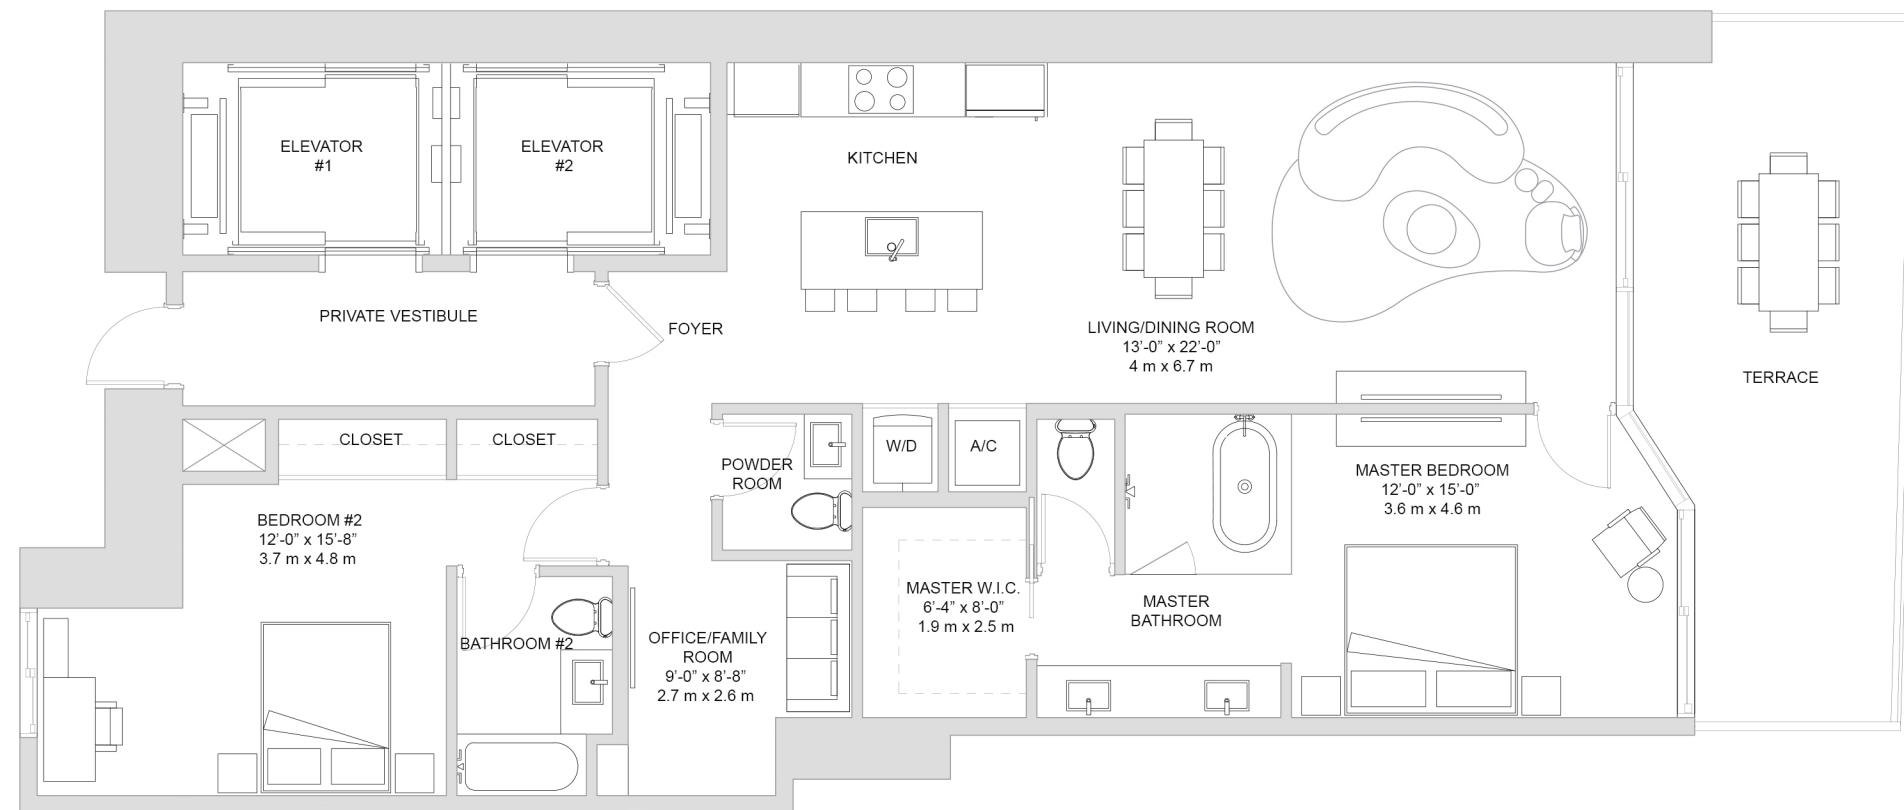 ELEVATOR
#1
ELEVATOR
#2
KITCHEN
PRIVATE VESTIBULE
FOYER
LIVING/DINING ROOM
13’-0” x 22’-0”
4 m x 6.7 m
TERRACE
CLOSET
CLOSET
POWDER
ROOM
W/D
A/C
MASTER BEDROOM
12’-0” x 15’-0”
3.6 m x 4.6 m
BEDROOM #2
12’-0” x 15’-8”
3.7 m x 4.8 m
BATHROOM #2
OFFICE/FAMILY
ROOM
9’-0” x 8’-8”
2.7 m x 2.6 m
MASTER W.I.C.
6’-4” x 8’-0”
1.9 m x 2.5 m
MASTER
BATHROOM